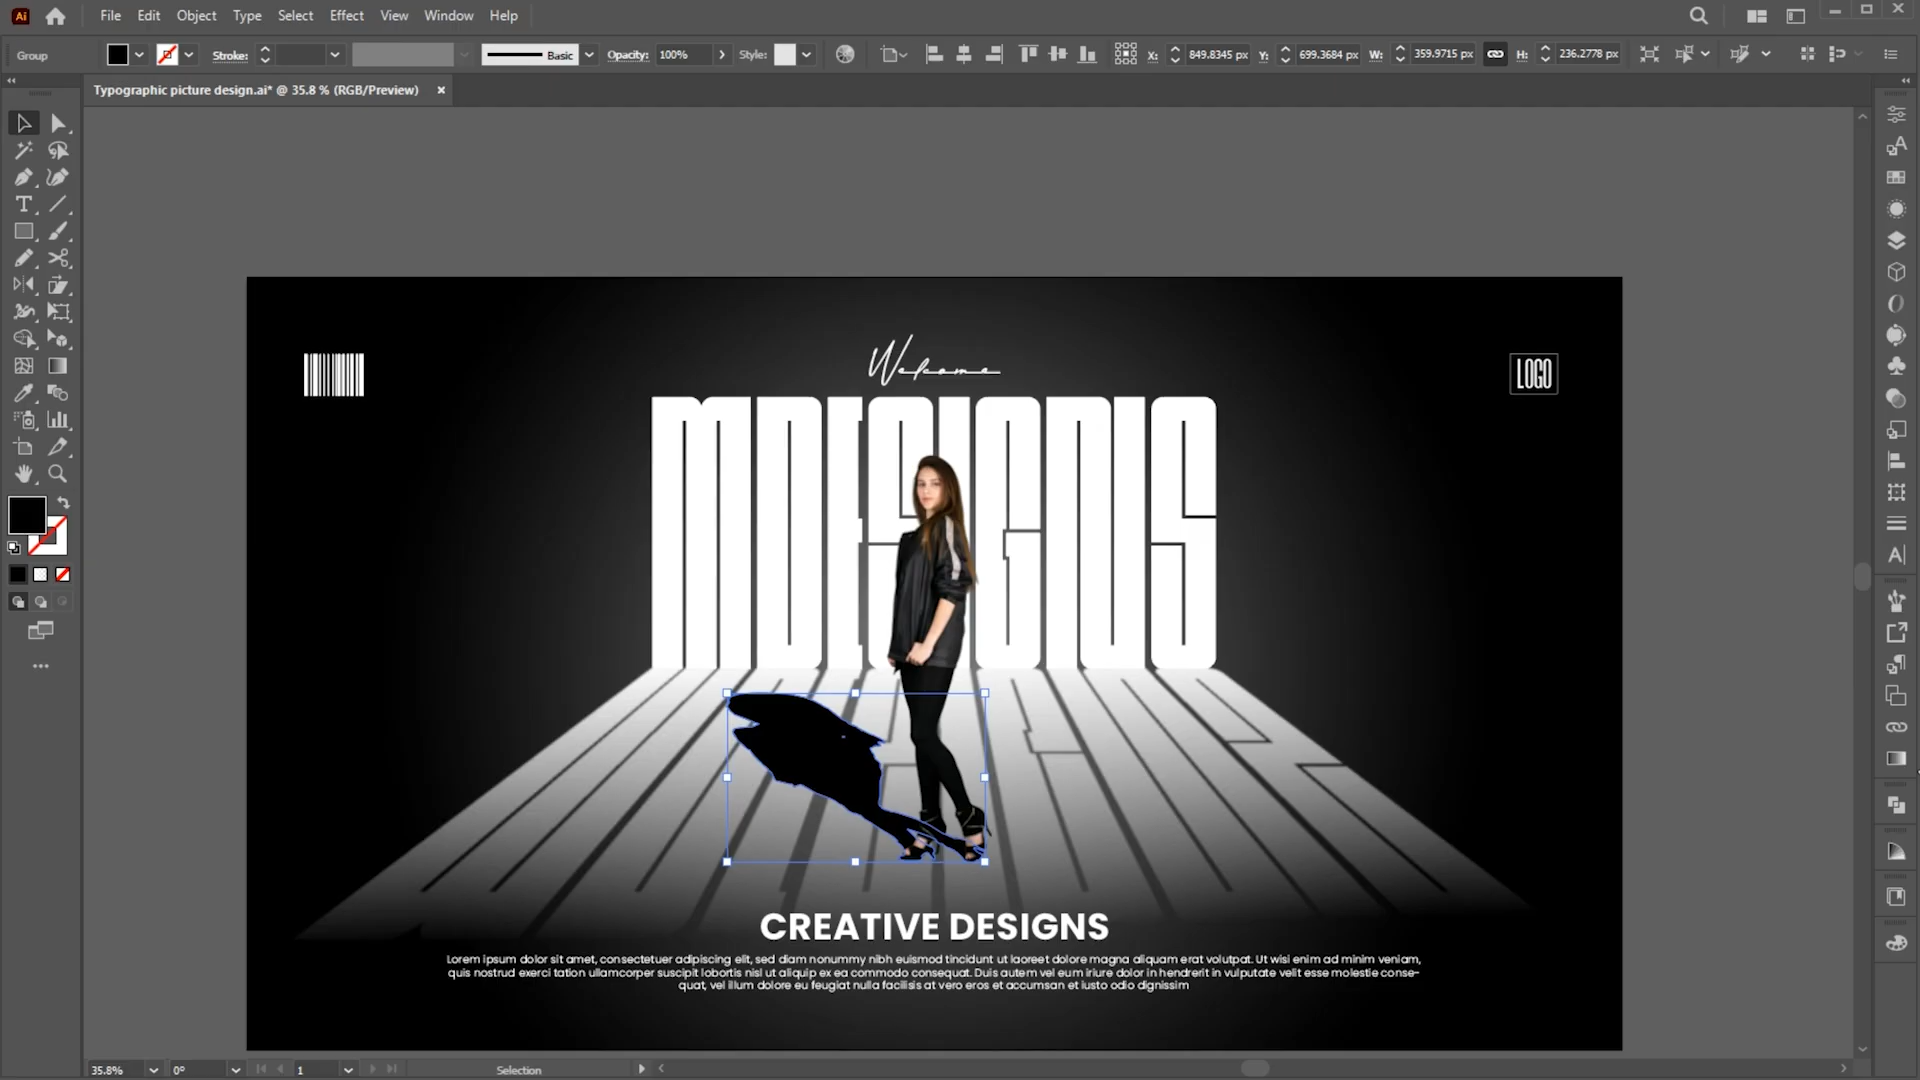 Ai File Edit Object Type Select Effect View Window Help
Group Stroke: Basic Opacity: 100% Style: X: 849.8345 px Y: 699.3684 px W: 359.9715 px H: 236.2778 px
Typographic picture design.ai* @ 35.8 % (RGB/Preview)
Welcome
LOGO
MDESIGNS
CREATIVE DESIGNS
Lorem ipsum dolor sit amet, consectetuer adipiscing elit, sed diam nonummy nibh euismod tincidunt ut laoreet dolore magna aliquam erat volutpat. Ut wisi enim ad minim veniam,
quis nostrud exerci tation ullamcorper suscipit lobortis nisl ut aliquip ex ea commodo consequat. Duis autem vel eum iriure dolor in hendrerit in vulputate velit esse molestie conse-
quat, vel illum dolore eu feugiat nulla facilisis at vero eros et accumsan et iusto odio dignissim
35.8% 0° 1 Selection